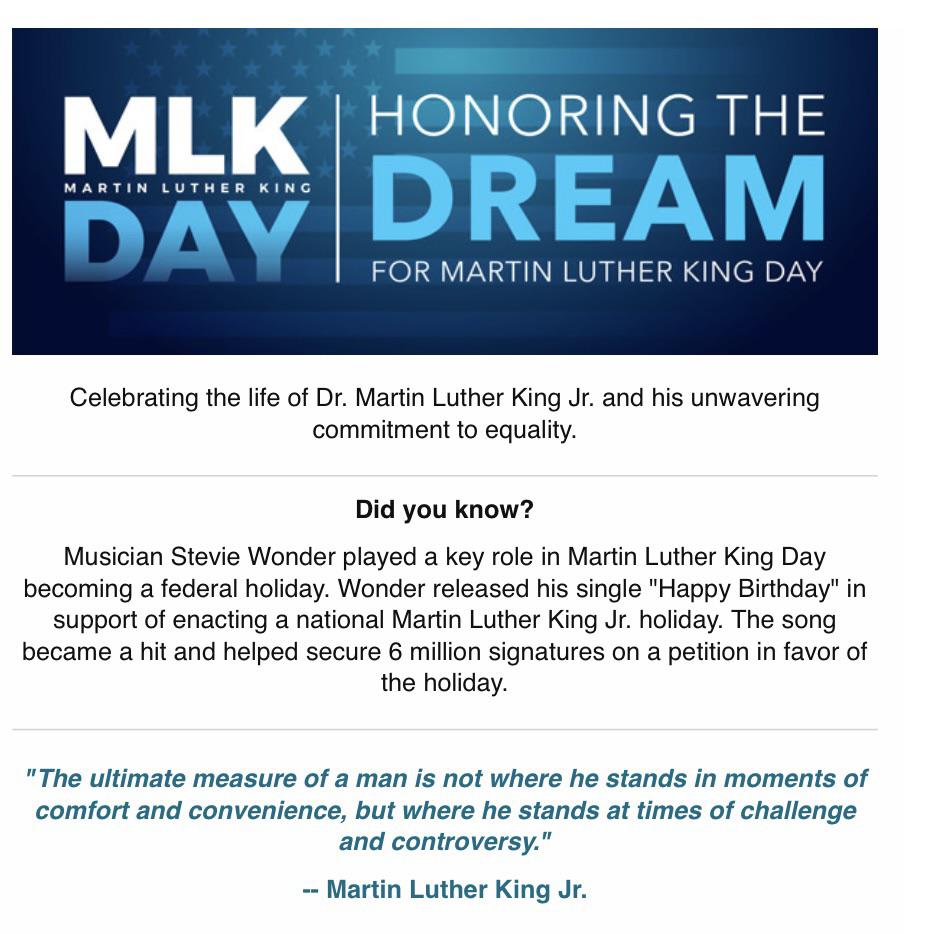 MLK
MARTIN LUTHER KING
DAY
HONORING THE
DREAM
FOR MARTIN LUTHER KING DAY
Celebrating the life of Dr. Martin Luther King Jr. and his unwavering
commitment to equality.
Did you know?
Musician Stevie Wonder played a key role in Martin Luther King Day
becoming a federal holiday. Wonder released his single "Happy Birthday" in
support of enacting a national Martin Luther King Jr. holiday. The song
became a hit and helped secure 6 million signatures on a petition in favor of
the holiday.
"The ultimate measure of a man is not where he stands in moments of
comfort and convenience, but where he stands at times of challenge
and controversy."
-- Martin Luther King Jr.